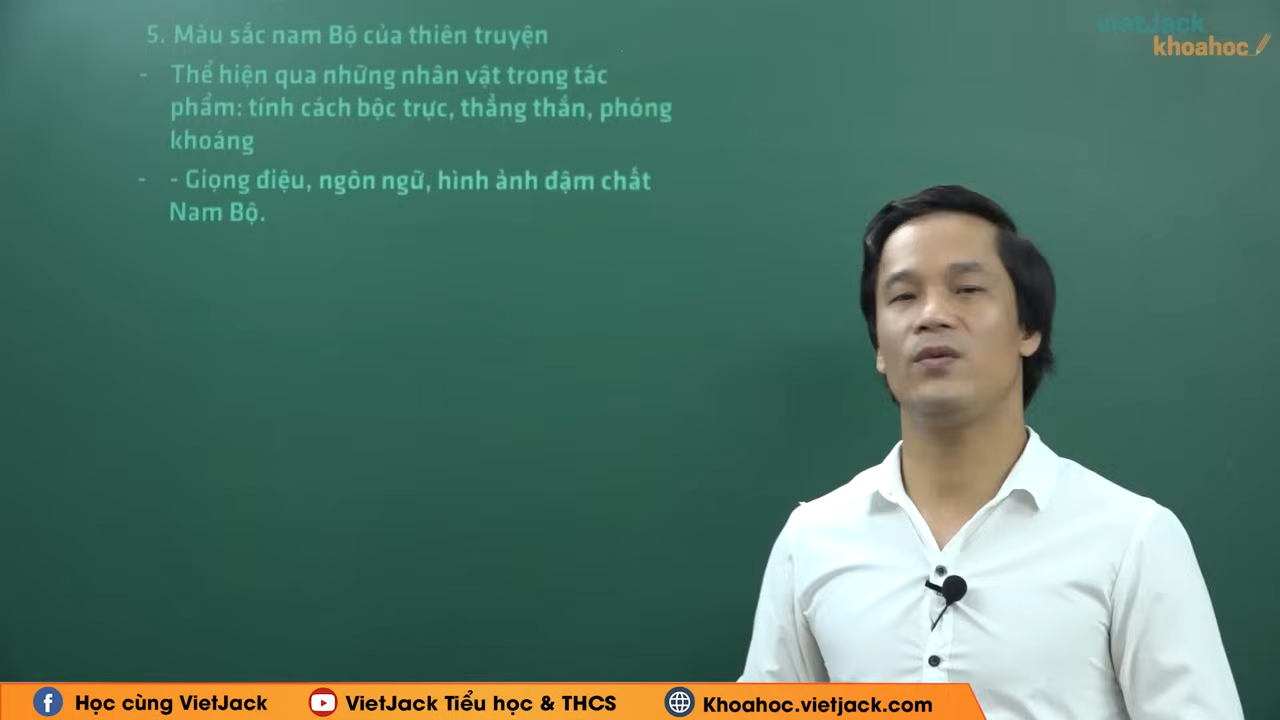 vietJack
khoahoc
5. Màu sắc nam Bộ của thiên truyện
- Thể hiện qua những nhân vật trong tác
phẩm: tính cách bộc trực, thẳng thắn, phóng
khoáng
- - Giọng điệu, ngôn ngữ, hình ảnh đậm chất
Nam Bộ.
Học cùng VietJack
VietJack Tiểu học & THCS
Khoahoc.vietjack.com